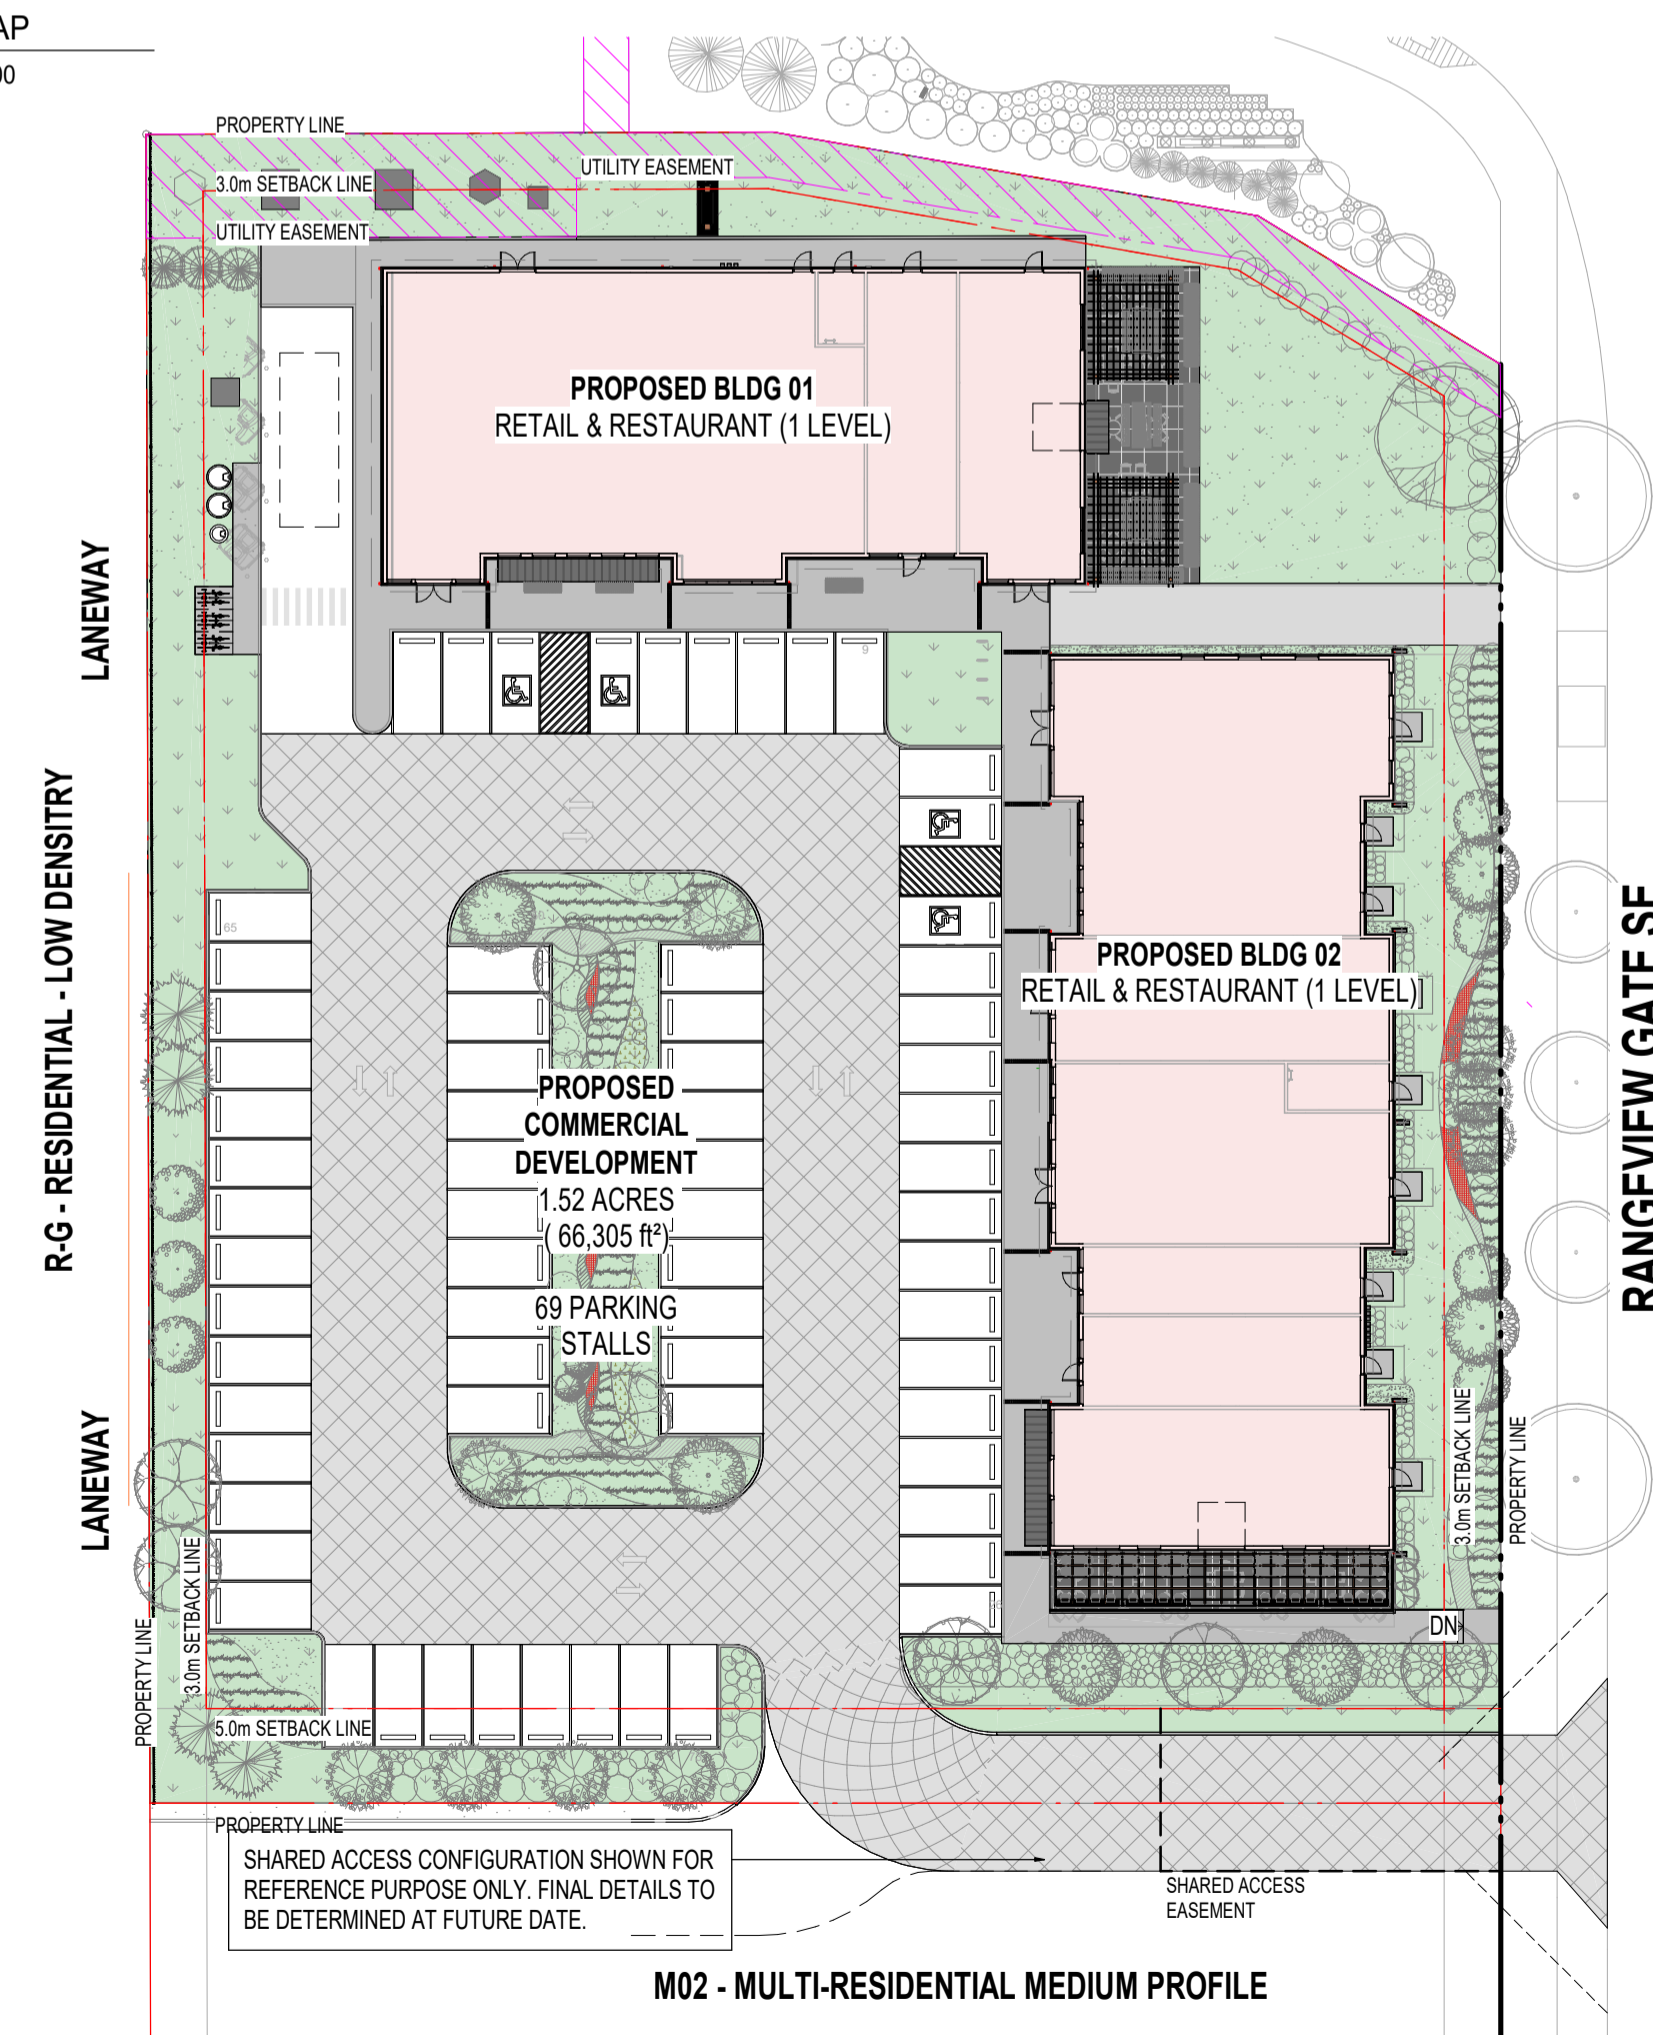 AP
00
PROPERTY LINE
UTILITY EASEMENT
3.0m SETBACK LINE
UTILITY EASEMENT
PROPOSED BLDG 01
RETAIL & RESTAURANT (1 LEVEL)
LANEWAY
9
R-G - RESIDENTIAL - LOW DENSITRY
65
PROPOSED BLDG 02
RETAIL & RESTAURANT (1 LEVEL)
RANGEVIEW GATE SE
PROPOSED
COMMERCIAL
DEVELOPMENT
1.52 ACRES
( 66,305 ft²)
69 PARKING
STALLS
LANEWAY
3.0m SETBACK LINE
PROPERTY LINE
3.0m SETBACK LINE
PROPERTY LINE
DN
5.0m SETBACK LINE
PROPERTY LINE
SHARED ACCESS CONFIGURATION SHOWN FOR
REFERENCE PURPOSE ONLY. FINAL DETAILS TO
BE DETERMINED AT FUTURE DATE.
SHARED ACCESS
EASEMENT
M02 - MULTI-RESIDENTIAL MEDIUM PROFILE